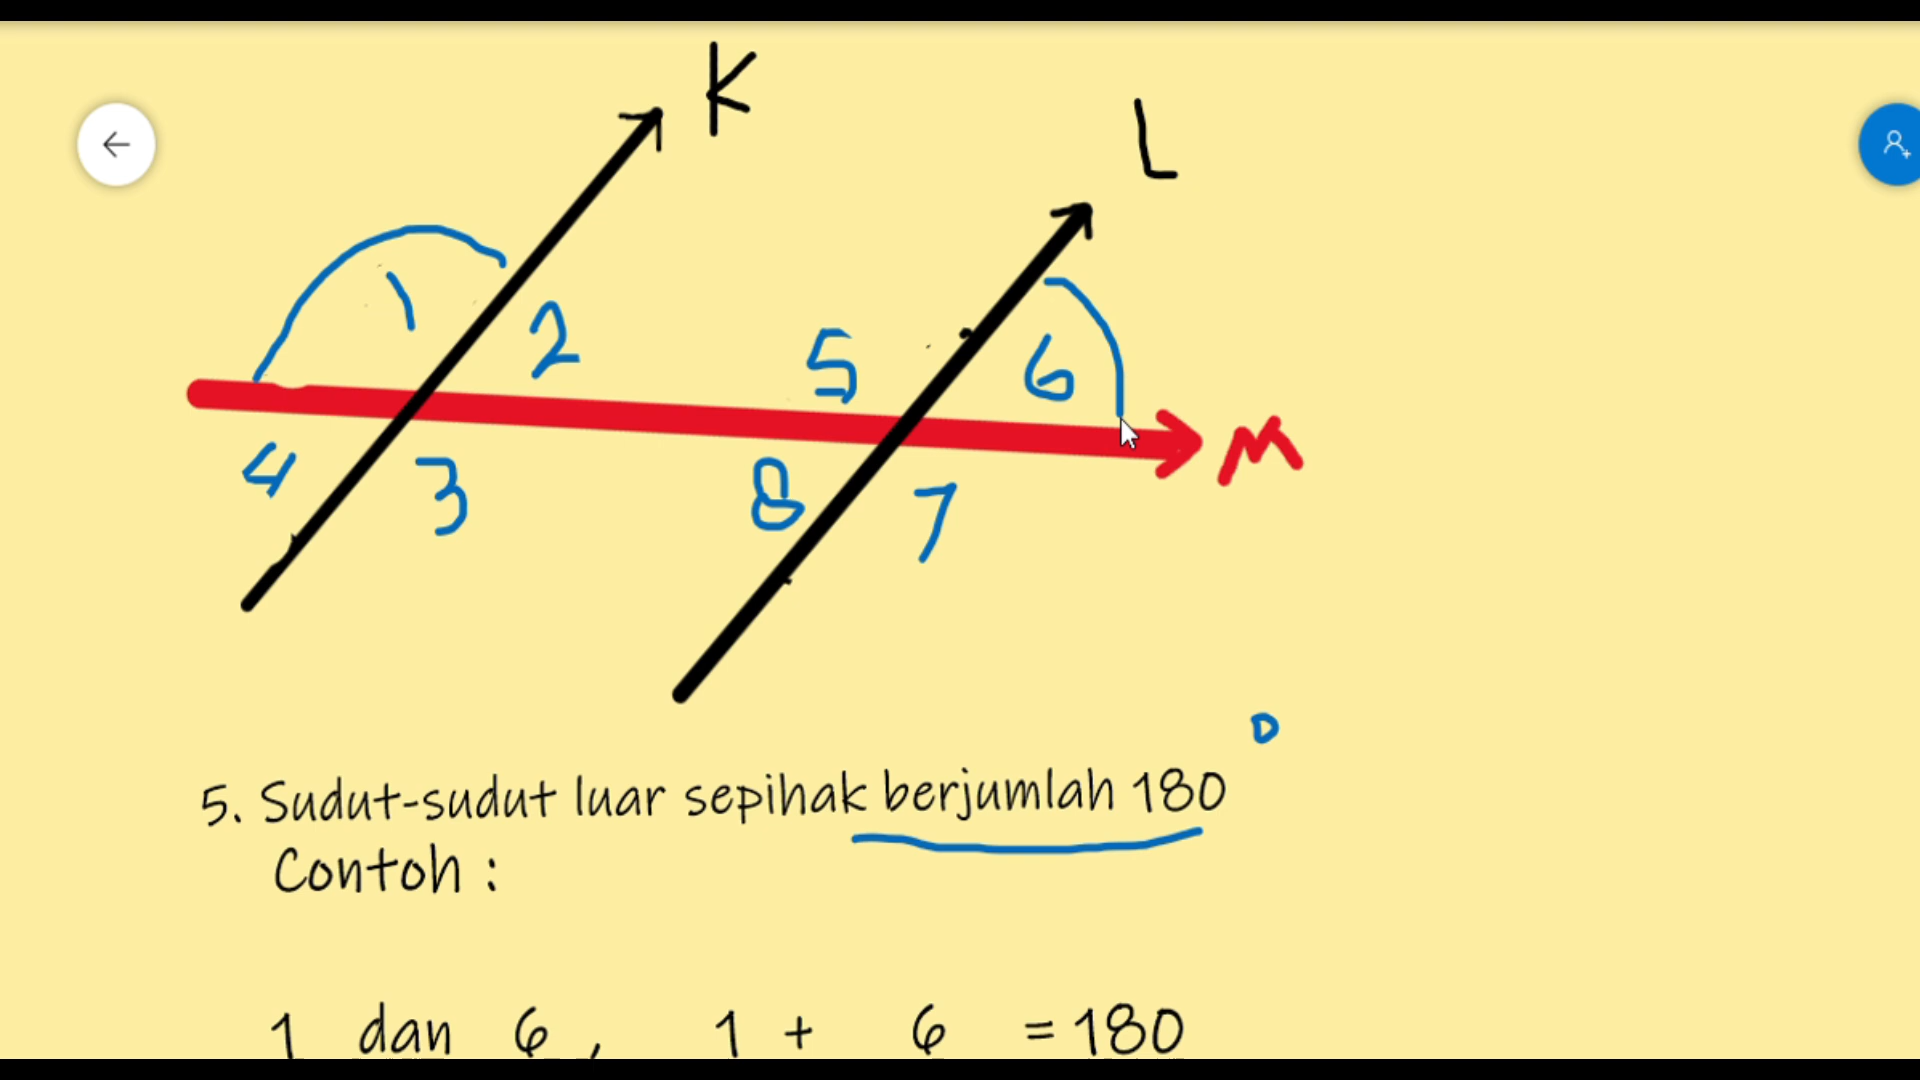 K
L
1
2
5
6
M
4
3
8
7
5. Sudut-sudut luar sepihak berjumlah 180°
Contoh :
1 dan 6 , 1 + 6 = 180